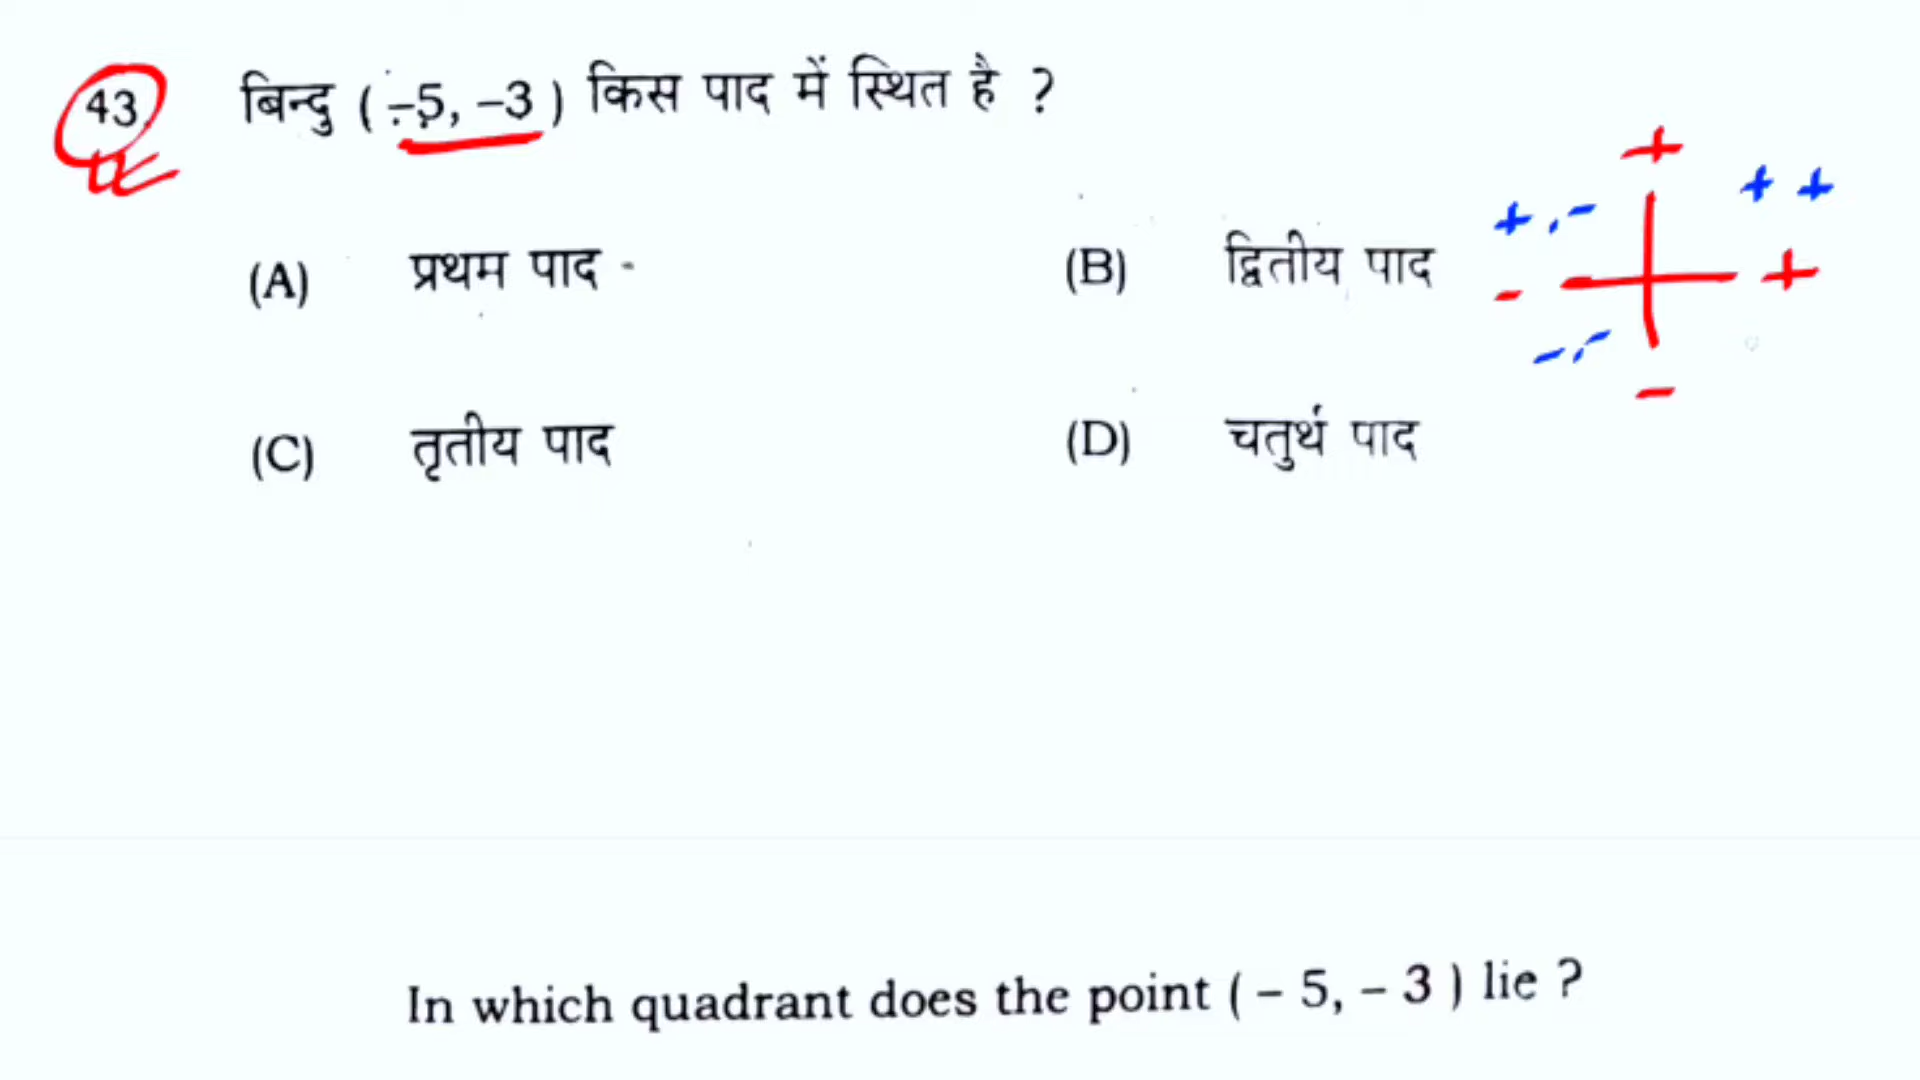 43. बिन्दु ( -5, -3 ) किस पाद में स्थित है ?
+
+ +
+ , -
(A) प्रथम पाद
(B) द्वितीय पाद
- +
- , -
-
(C) तृतीय पाद
(D) चतुर्थ पाद
In which quadrant does the point ( - 5, - 3 ) lie ?